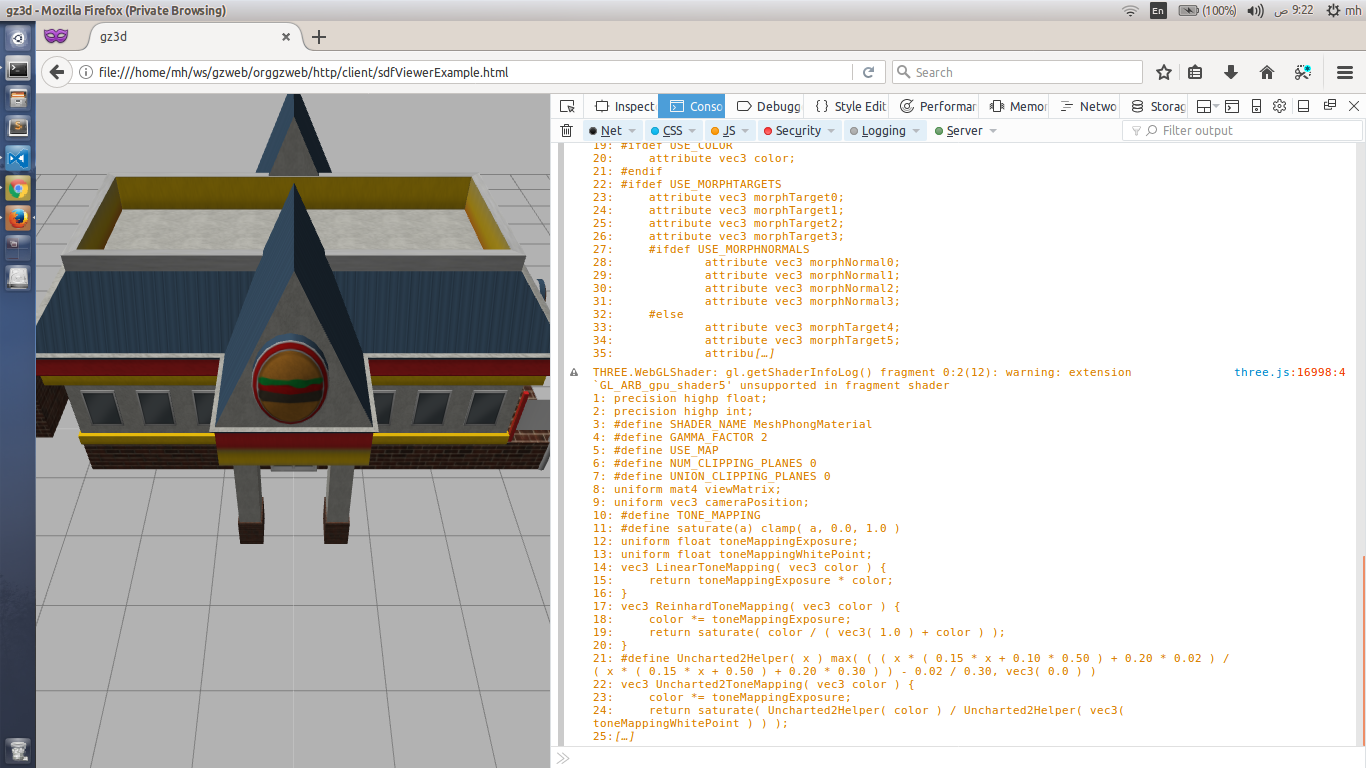 gz3d - Mozilla Firefox (Private Browsing)
En
(100%)
9:22 ص
mh
gz3d
file:///home/mh/ws/gzweb/orggzweb/http/client/sdfViewerExample.html
Search
Inspect
Conso
Debugg
Style Edit
Performan
Memor
Netwo
Storag
Net
CSS
JS
Security
Logging
Server
Filter output
19: #ifdef USE_COLOR
20: attribute vec3 color;
21: #endif
22: #ifdef USE_MORPHTARGETS
23: attribute vec3 morphTarget0;
24: attribute vec3 morphTarget1;
25: attribute vec3 morphTarget2;
26: attribute vec3 morphTarget3;
27: #ifdef USE_MORPHNORMALS
28: attribute vec3 morphNormal0;
29: attribute vec3 morphNormal1;
30: attribute vec3 morphNormal2;
31: attribute vec3 morphNormal3;
32: #else
33: attribute vec3 morphTarget4;
34: attribute vec3 morphTarget5;
35: attribu[…]
THREE.WebGLShader: gl.getShaderInfoLog() fragment 0:2(12): warning: extension
three.js:16998:4
`GL_ARB_gpu_shader5' unsupported in fragment shader
1: precision highp float;
2: precision highp int;
3: #define SHADER_NAME MeshPhongMaterial
4: #define GAMMA_FACTOR 2
5: #define USE_MAP
6: #define NUM_CLIPPING_PLANES 0
7: #define UNION_CLIPPING_PLANES 0
8: uniform mat4 viewMatrix;
9: uniform vec3 cameraPosition;
10: #define TONE_MAPPING
11: #define saturate(a) clamp( a, 0.0, 1.0 )
12: uniform float toneMappingExposure;
13: uniform float toneMappingWhitePoint;
14: vec3 LinearToneMapping( vec3 color ) {
15: return toneMappingExposure * color;
16: }
17: vec3 ReinhardToneMapping( vec3 color ) {
18: color *= toneMappingExposure;
19: return saturate( color / ( vec3( 1.0 ) + color ) );
20: }
21: #define Uncharted2Helper( x ) max( ( ( x * ( 0.15 * x + 0.10 * 0.50 ) + 0.20 * 0.02 ) /
( x * ( 0.15 * x + 0.50 ) + 0.20 * 0.30 ) ) - 0.02 / 0.30, vec3( 0.0 ) )
22: vec3 Uncharted2ToneMapping( vec3 color ) {
23: color *= toneMappingExposure;
24: return saturate( Uncharted2Helper( color ) / Uncharted2Helper( vec3(
toneMappingWhitePoint ) ) );
25:[…]